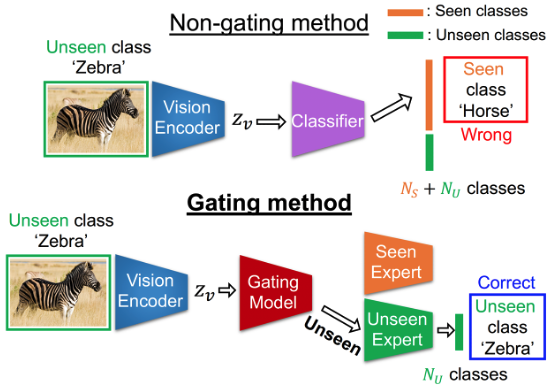 Non-gating method
: Seen classes
: Unseen classes
Unseen class
'Zebra'
Vision
Encoder
Z_v
Classifier
Seen
class
'Horse'
Wrong
N_S + N_U classes
Gating method
Unseen class
'Zebra'
Vision
Encoder
Z_v
Gating
Model
Unseen
Seen
Expert
Unseen
Expert
Correct
Unseen
class
'Zebra'
N_U classes